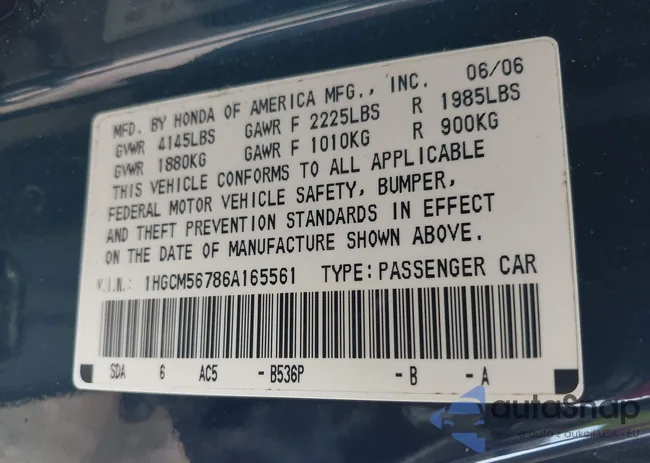 MFD. BY HONDA OF AMERICA MFG., INC. 06/06
GVWR 4145LBS GAWR F 2225LBS R 1985LBS
GVWR 1880KG GAWR F 1010KG R 900KG
THIS VEHICLE CONFORMS TO ALL APPLICABLE
FEDERAL MOTOR VEHICLE SAFETY, BUMPER,
AND THEFT PREVENTION STANDARDS IN EFFECT
ON THE DATE OF MANUFACTURE SHOWN ABOVE.
V.I.N.: 1HGCM56786A165561 TYPE: PASSENGER CAR
SDA 6 AC5 - B536P - B - A
autoSnap